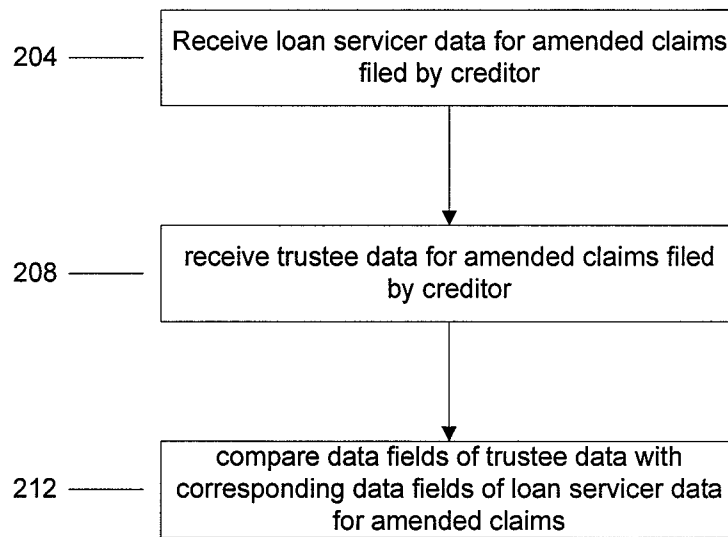 204
Receive loan servicer data for amended claims
filed by creditor
208
receive trustee data for amended claims filed
by creditor
212
compare data fields of trustee data with
corresponding data fields of loan servicer data
for amended claims